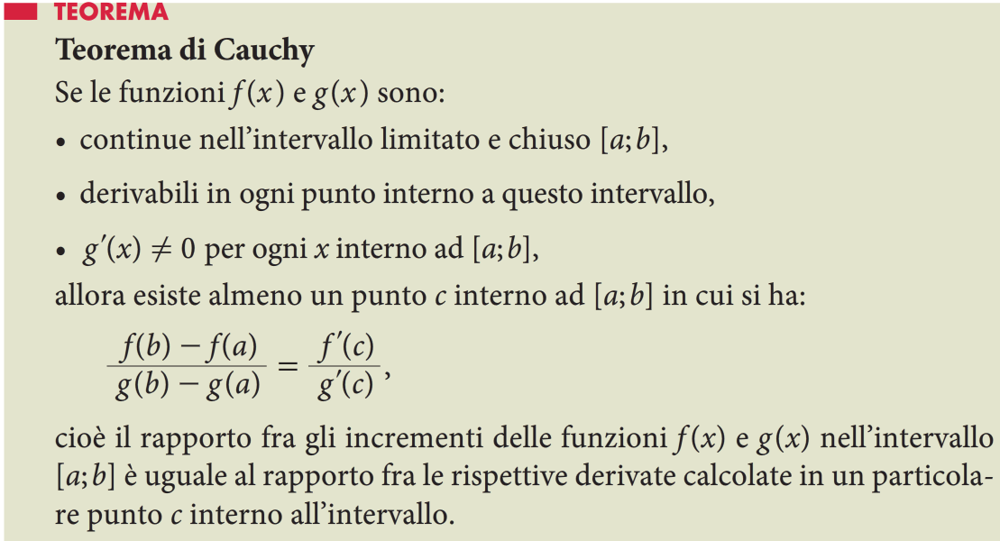 TEOREMA
Teorema di Cauchy
Se le funzioni f(x) e g(x) sono:
• continue nell'intervallo limitato e chiuso [a; b],
• derivabili in ogni punto interno a questo intervallo,
• g′(x) ≠ 0 per ogni x interno ad [a; b],
allora esiste almeno un punto c interno ad [a; b] in cui si ha:
f(b) − f(a)
g(b) − g(a)
=
f′(c)
g′(c)
,
cioè il rapporto fra gli incrementi delle funzioni f(x) e g(x) nell'intervallo
[a; b] è uguale al rapporto fra le rispettive derivate calcolate in un particola-
re punto c interno all'intervallo.